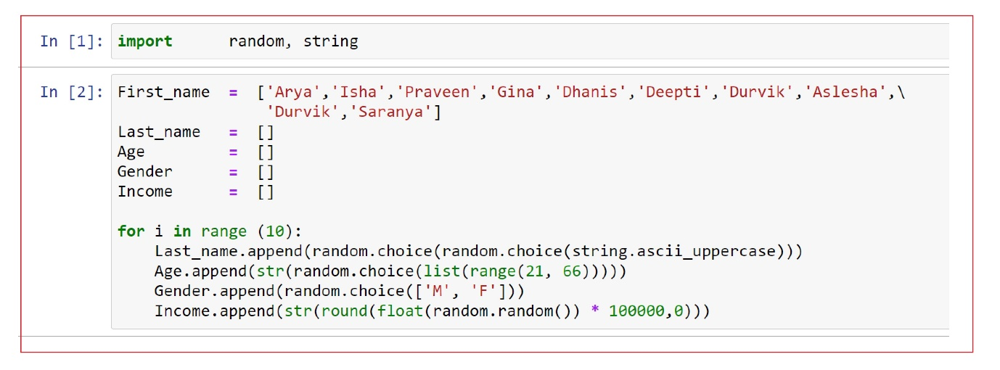 In [1]: import random, string
In [2]: First_name = ['Arya','Isha','Praveen','Gina','Dhanis','Deepti','Durvik','Aslesha',\
'Durvik','Saranya']
Last_name = []
Age = []
Gender = []
Income = []
for i in range (10):
Last_name.append(random.choice(random.choice(string.ascii_uppercase)))
Age.append(str(random.choice(list(range(21, 66)))))
Gender.append(random.choice(['M', 'F']))
Income.append(str(round(float(random.random()) * 100000,0)))